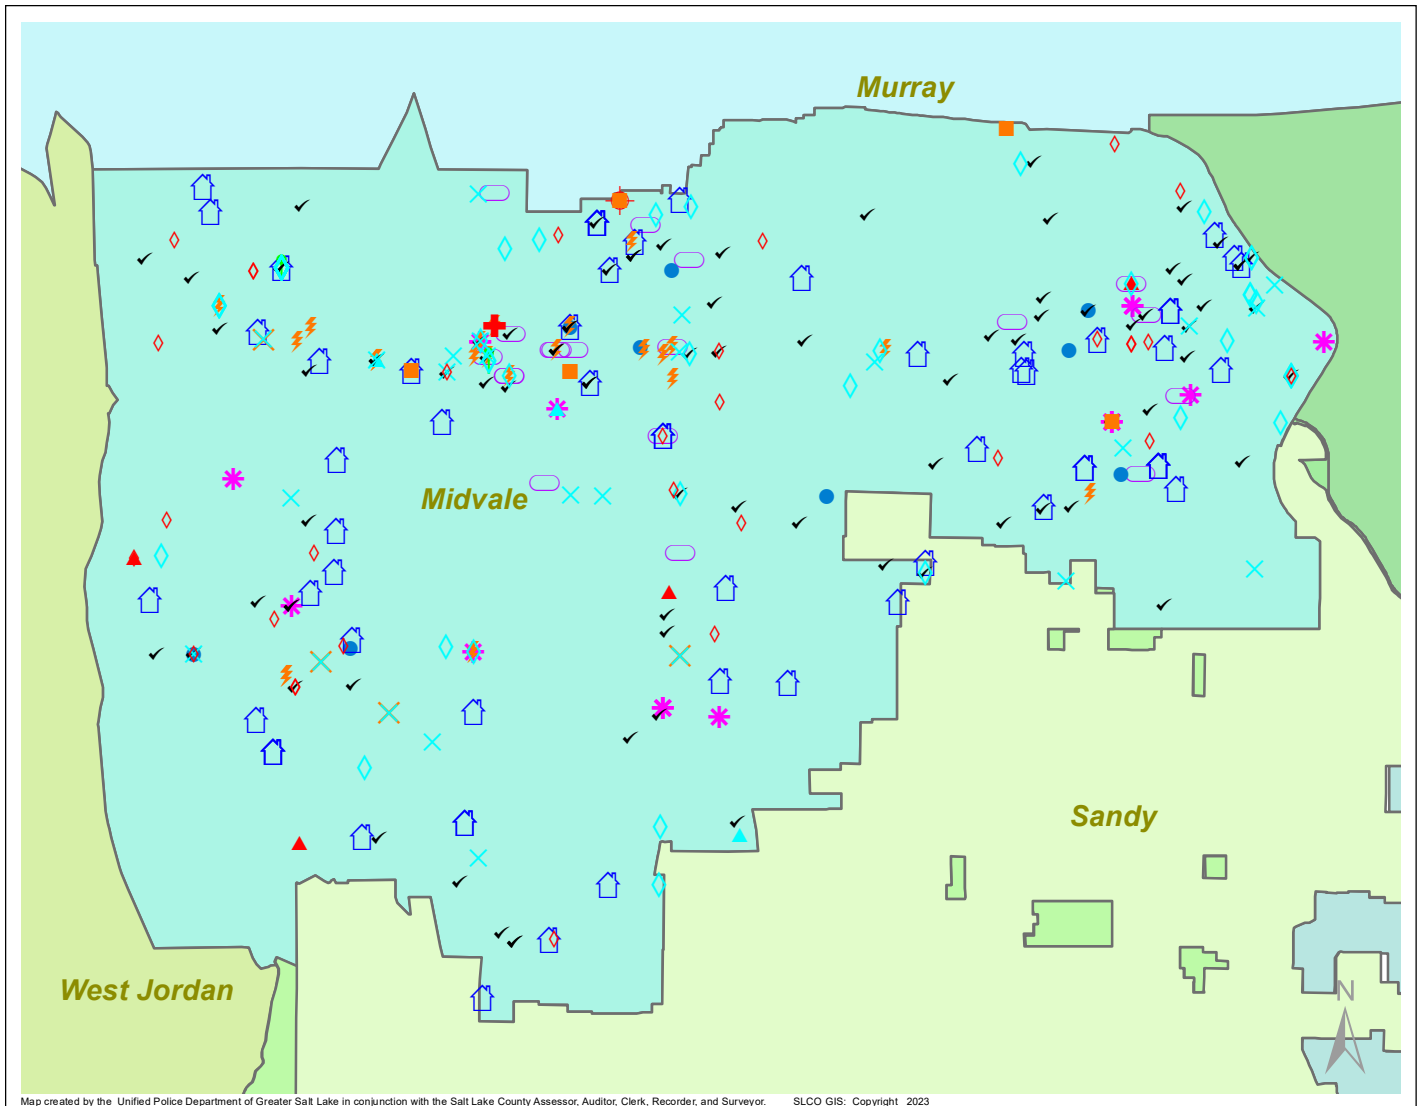 Murray
Midvale
Sandy
West Jordan
N
Map created by the Unified Police Department of Greater Salt Lake in conjunction with the Salt Lake County Assessor, Auditor, Clerk, Recorder, and Surveyor. SLCO GIS: Copyright 2023